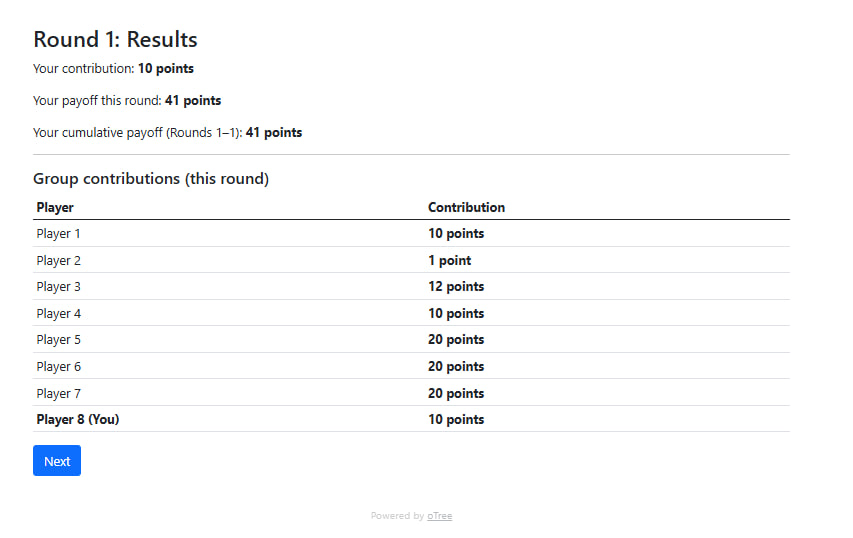 Round 1: Results
Your contribution: 10 points
Your payoff this round: 41 points
Your cumulative payoff (Rounds 1–1): 41 points
Group contributions (this round)
Player Contribution
Player 1 10 points
Player 2 1 point
Player 3 12 points
Player 4 10 points
Player 5 20 points
Player 6 20 points
Player 7 20 points
Player 8 (You) 10 points
Next
Powered by oTree